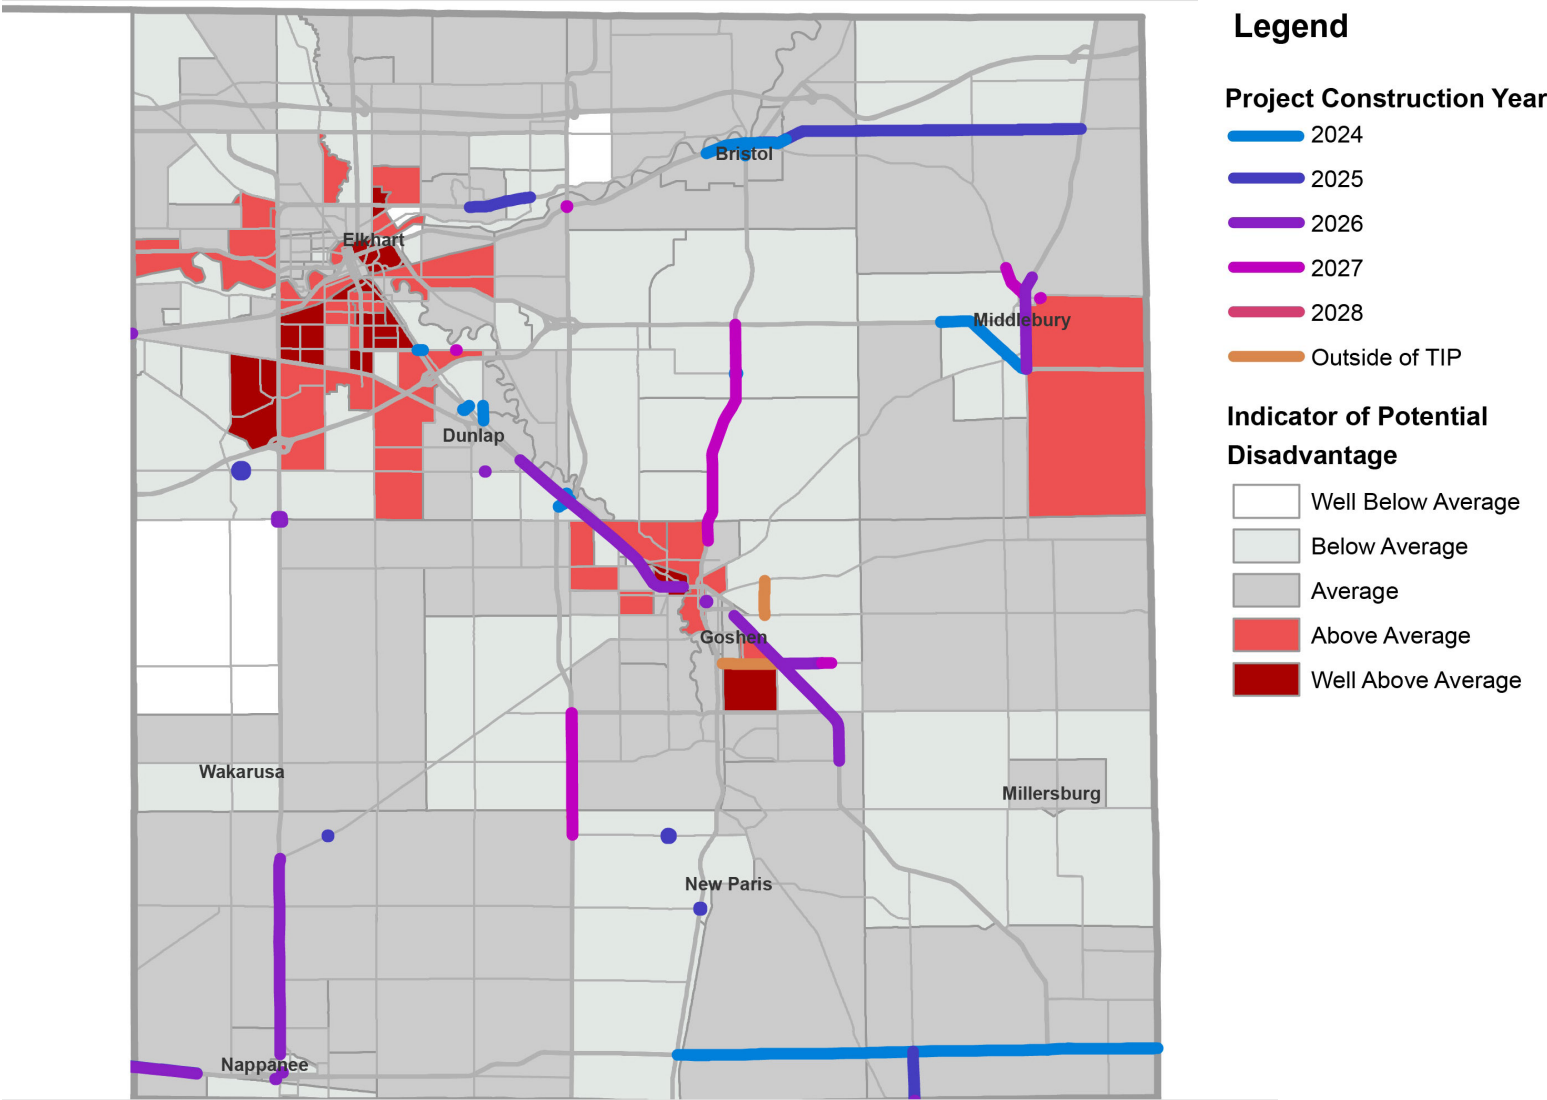 Legend
Project Construction Year
2024
2025
2026
2027
2028
Outside of TIP
Indicator of Potential
Disadvantage
Well Below Average
Below Average
Average
Above Average
Well Above Average
Bristol
Elkhart
Middlebury
Dunlap
Goshen
Wakarusa
Millersburg
New Paris
Nappanee